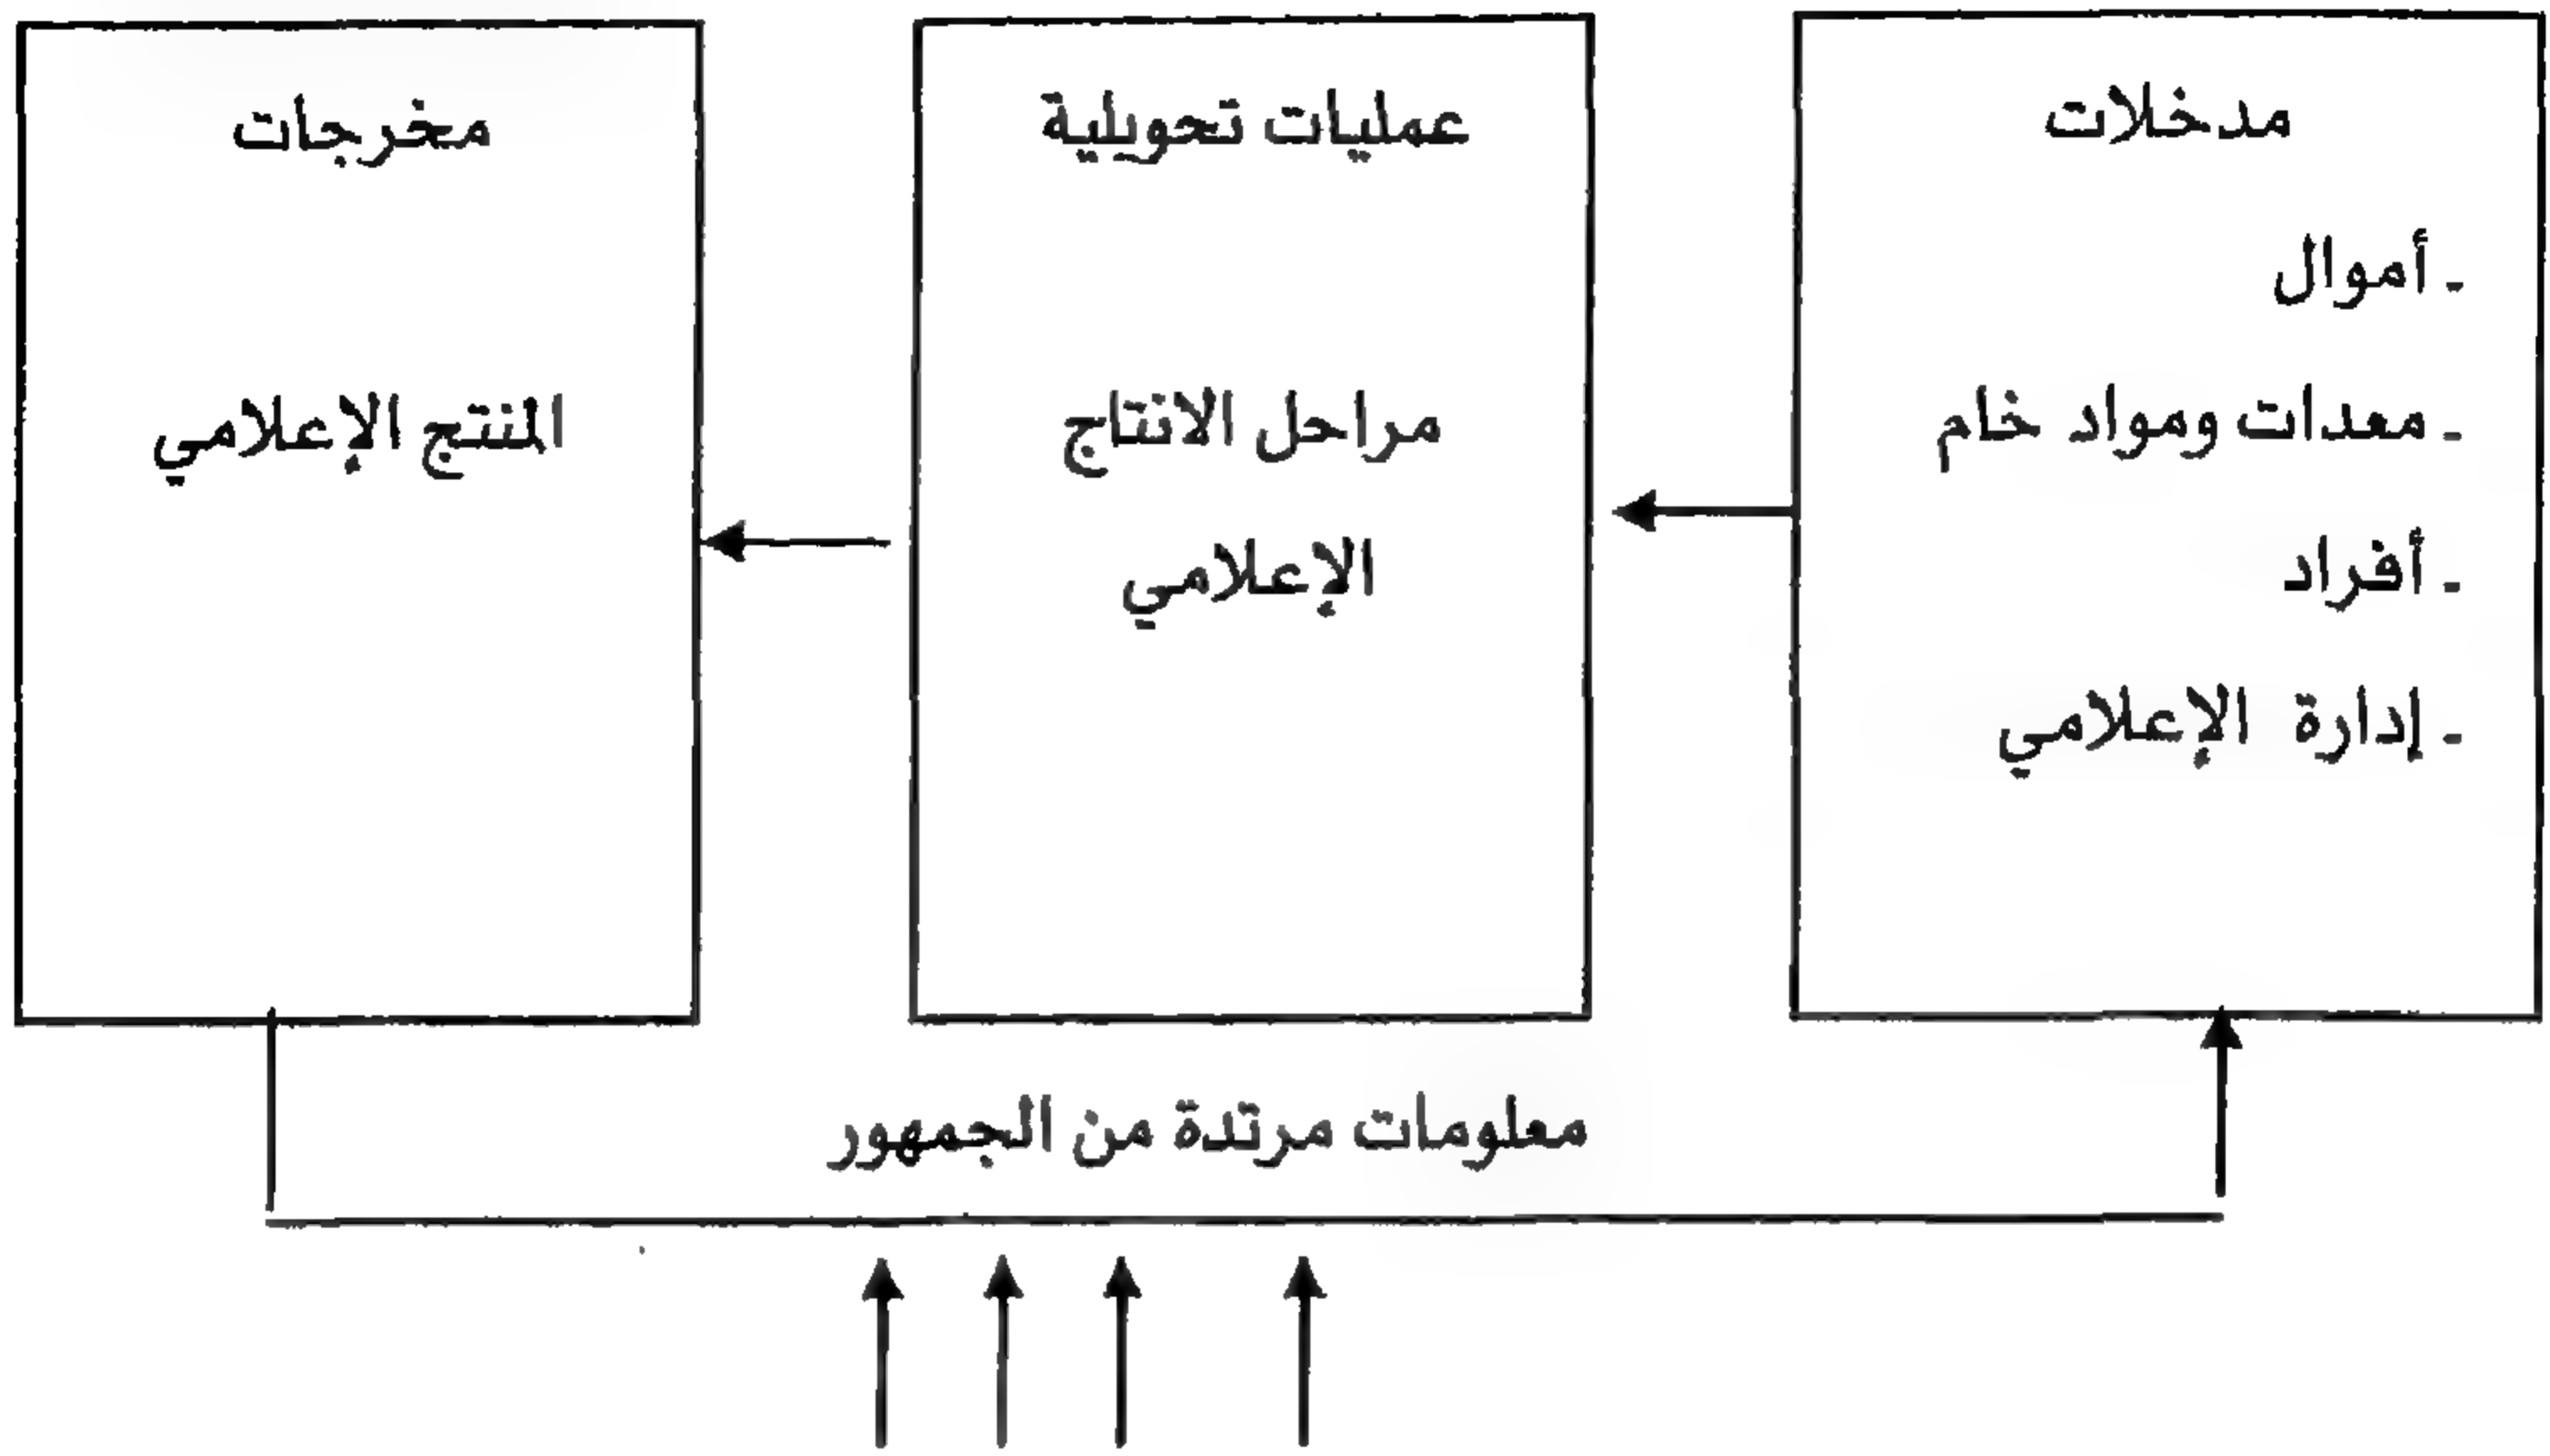 مدخلات
- أموال
- معدات ومواد خام
- أفراد
- إدارة الإعلامي
عمليات تحويلية
مراحل الانتاج
الإعلامي
مخرجات
المنتج الإعلامي
معلومات مرتدة من الجمهور